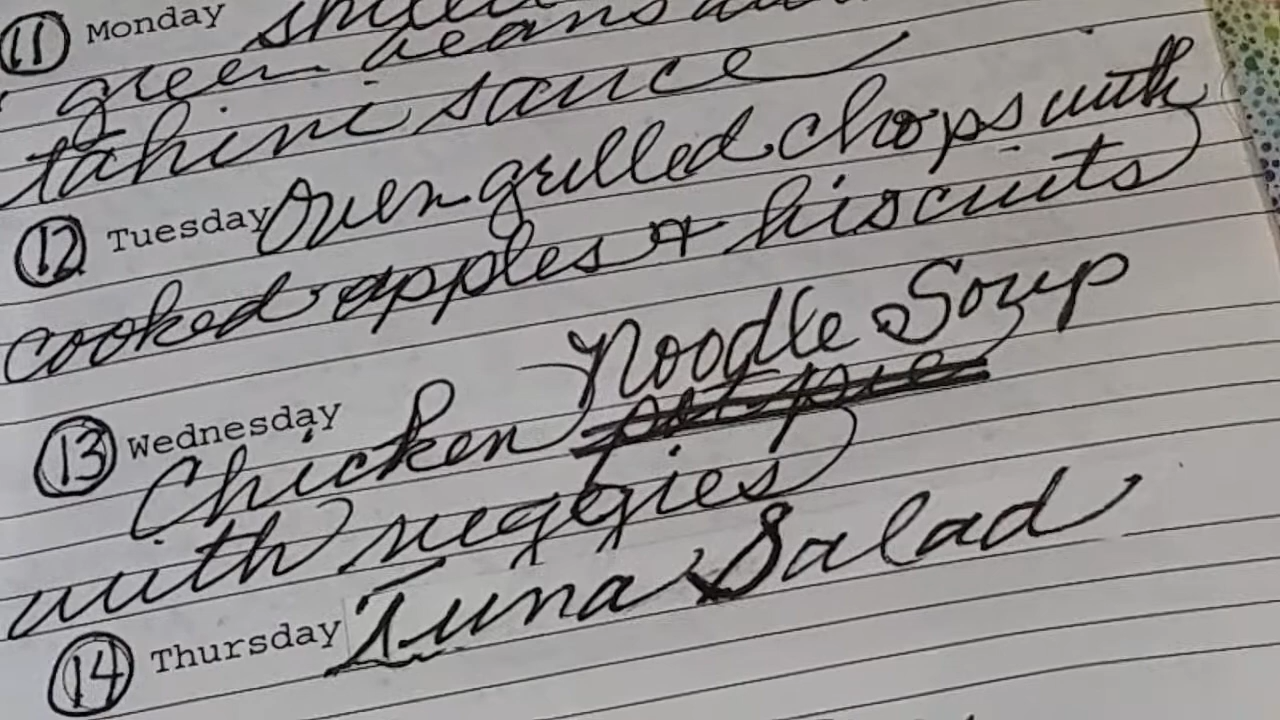 11 Monday
green beans
tahini sauce
12 Tuesday Oven grilled chops with
cooked apples & biscuits
Noodle Soup
13 Wednesday
Chicken pot pie
with veggies
14 Thursday Tuna Salad